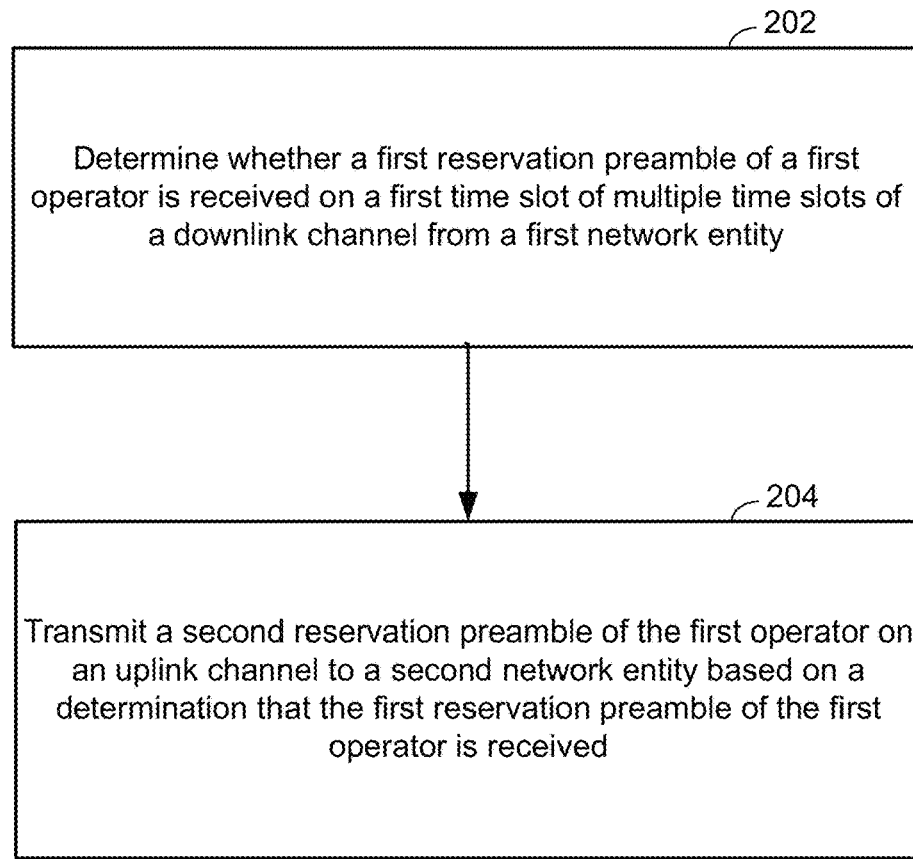 202
Determine whether a first reservation preamble of a first
operator is received on a first time slot of multiple time slots of
a downlink channel from a first network entity
204
Transmit a second reservation preamble of the first operator on
an uplink channel to a second network entity based on a
determination that the first reservation preamble of the first
operator is received